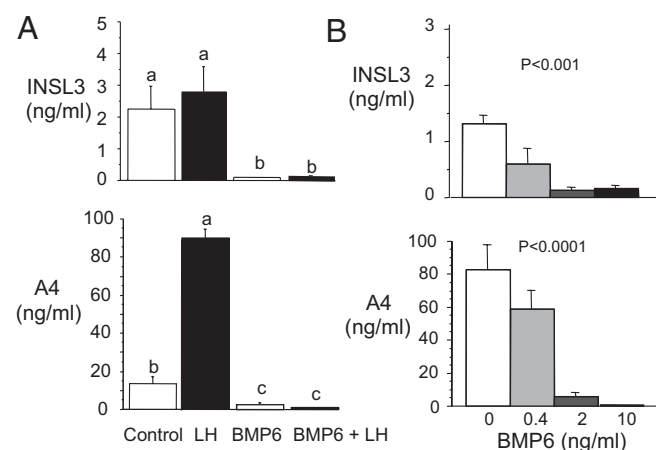 A
INSL3
(ng/ml)
5
4
3
2
1
0
a
a
b
b
A4
(ng/ml)
100
80
60
40
20
0
b
a
c
c
Control LH BMP6 BMP6 + LH
B
INSL3
(ng/ml)
3
2
1
0
P<0.001
A4
(ng/ml)
100
80
60
40
20
0
P<0.0001
0 0.4 2 10
BMP6 (ng/ml)